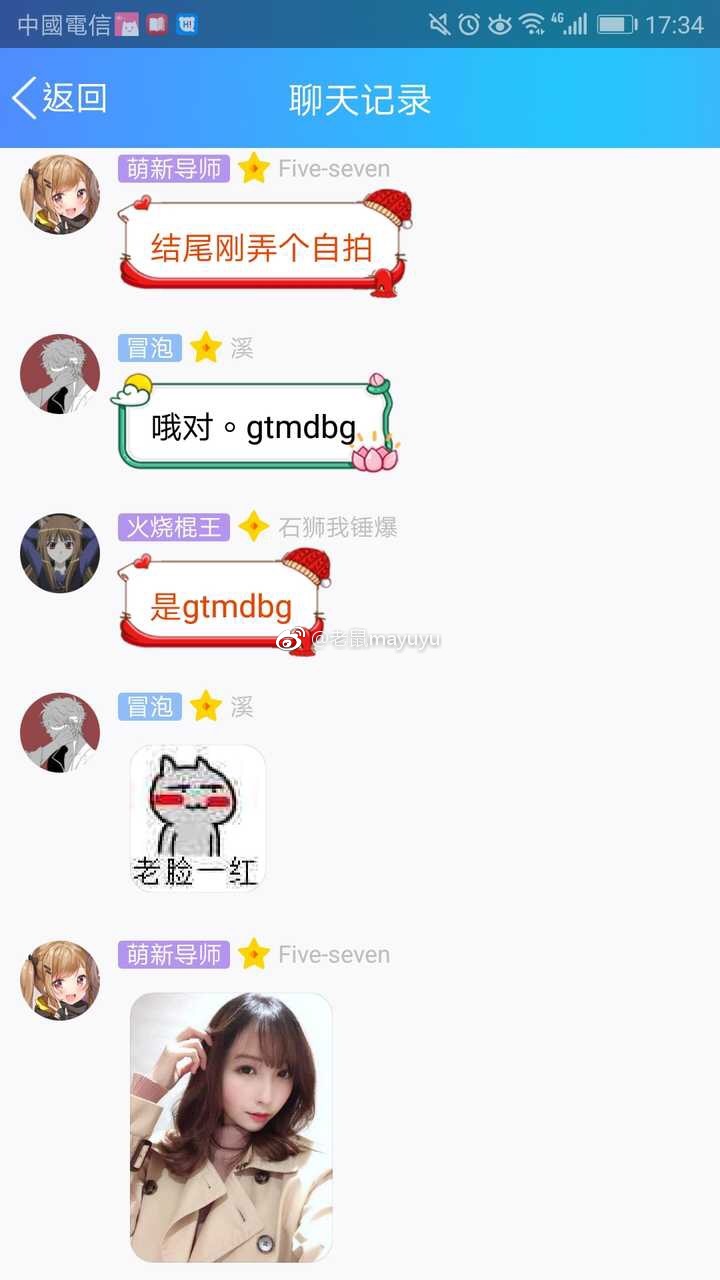 中國電信 H! 4G 17:34
返回 聊天记录
萌新导师 Five-seven
结尾刚弄个自拍
冒泡 溪
哦对。gtmdbg
火烧棍王 石狮我锤爆
是gtmdbg
@老鼠mayuyu
冒泡 溪
老脸一红
萌新导师 Five-seven